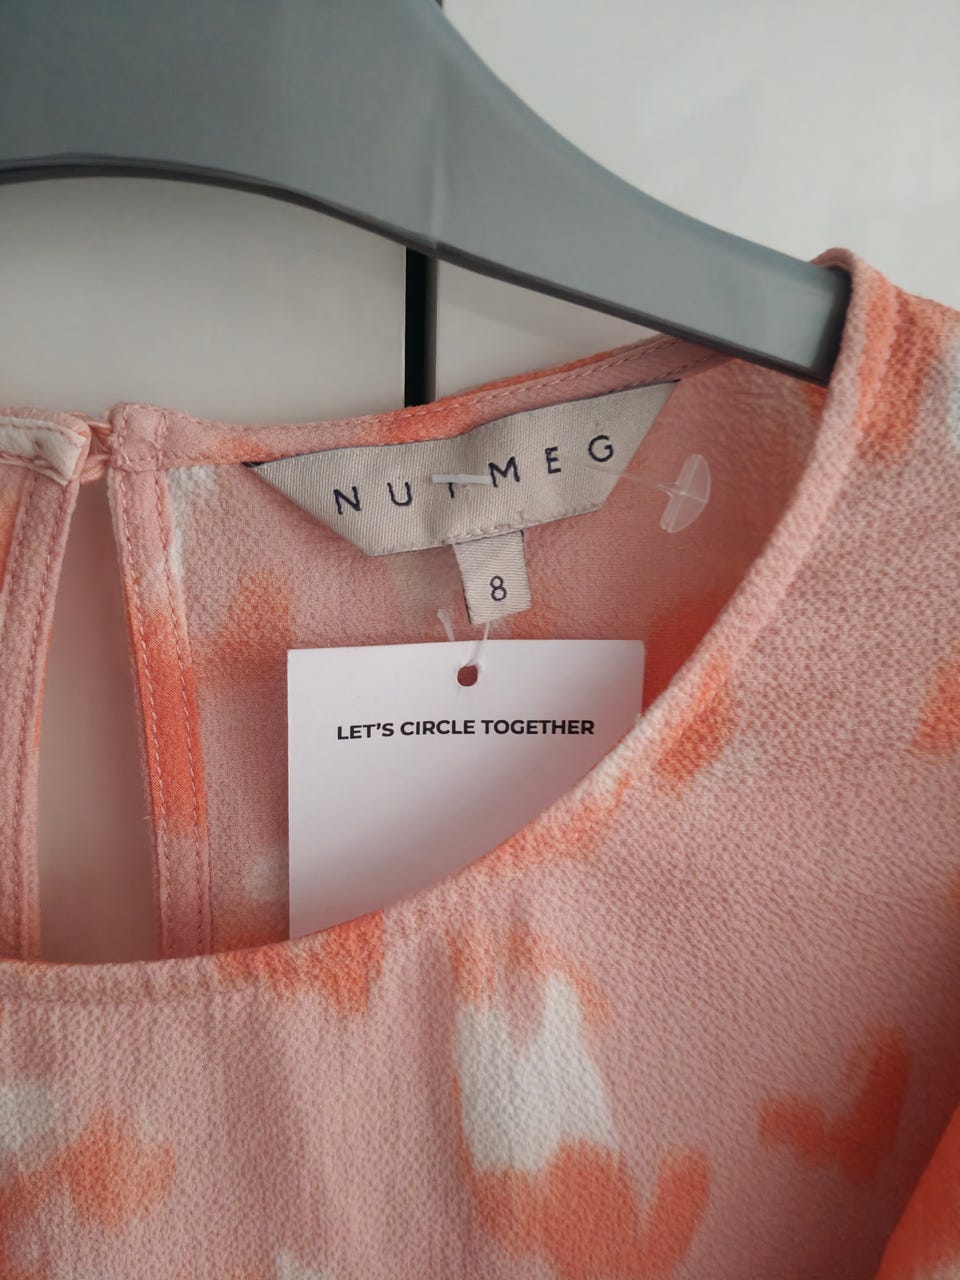 NUTMEG
8
LET'S CIRCLE TOGETHER